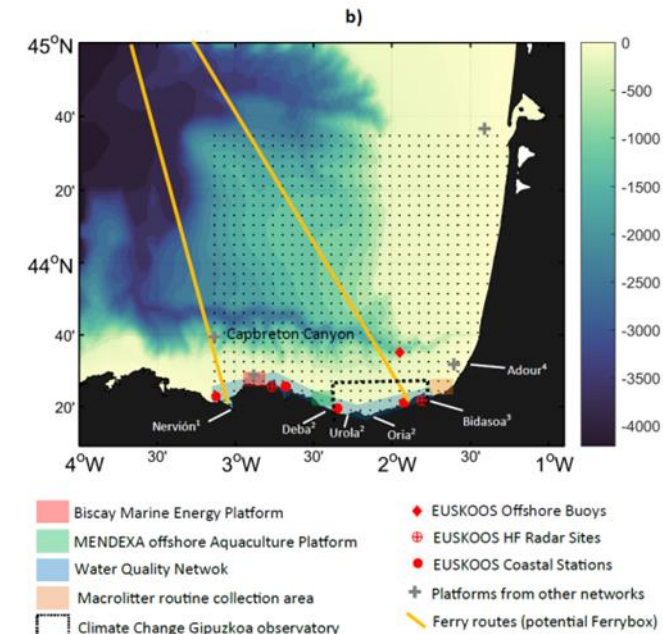 b)
45°N
40'
20'
44°N
40'
20'
4°W
30'
3°W
30'
2°W
30'
1°W
0
-500
-1000
-1500
-2000
-2500
-3000
-3500
-4000
Capbreton Canyon
Adour⁴
Nervión¹
Deba²
Urola²
Oria²
Bidasoa³
Biscay Marine Energy Platform
MENDEXA offshore Aquaculture Platform
Water Quality Netwok
Macrolitter routine collection area
Climate Change Gipuzkoa observatory
EUSKOOS Offshore Buoys
EUSKOOS HF Radar Sites
EUSKOOS Coastal Stations
Platforms from other networks
Ferry routes (potential Ferrybox)